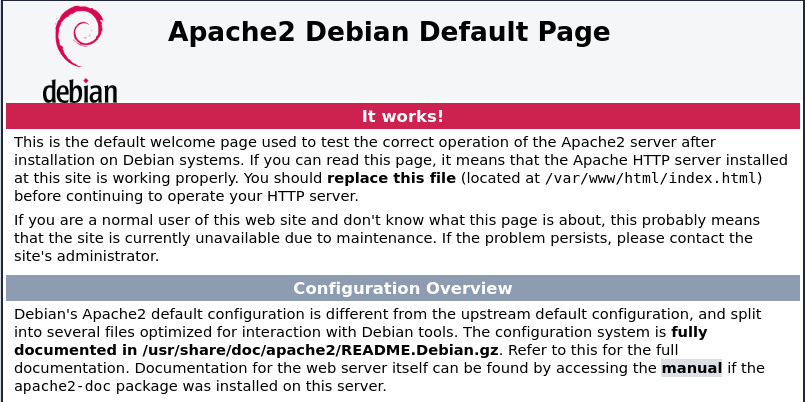 debian
Apache2 Debian Default Page
It works!
This is the default welcome page used to test the correct operation of the Apache2 server after
installation on Debian systems. If you can read this page, it means that the Apache HTTP server installed
at this site is working properly. You should replace this file (located at /var/www/html/index.html)
before continuing to operate your HTTP server.
If you are a normal user of this web site and don't know what this page is about, this probably means
that the site is currently unavailable due to maintenance. If the problem persists, please contact the
site's administrator.
Configuration Overview
Debian's Apache2 default configuration is different from the upstream default configuration, and split
into several files optimized for interaction with Debian tools. The configuration system is fully
documented in /usr/share/doc/apache2/README.Debian.gz. Refer to this for the full
documentation. Documentation for the web server itself can be found by accessing the manual if the
apache2-doc package was installed on this server.